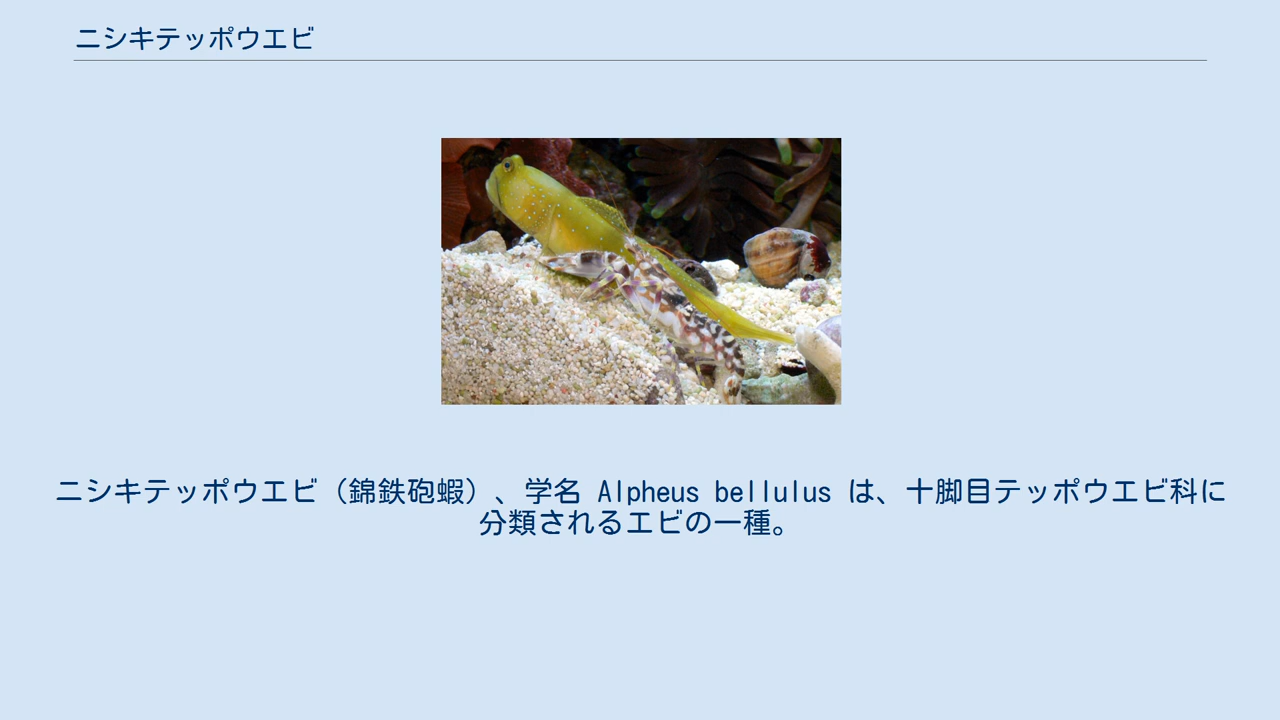 ニシキテッポウエビ
ニシキテッポウエビ（錦鉄砲蝦）、学名 Alpheus bellulus は、十脚目テッポウエビ科に
分類されるエビの一種。